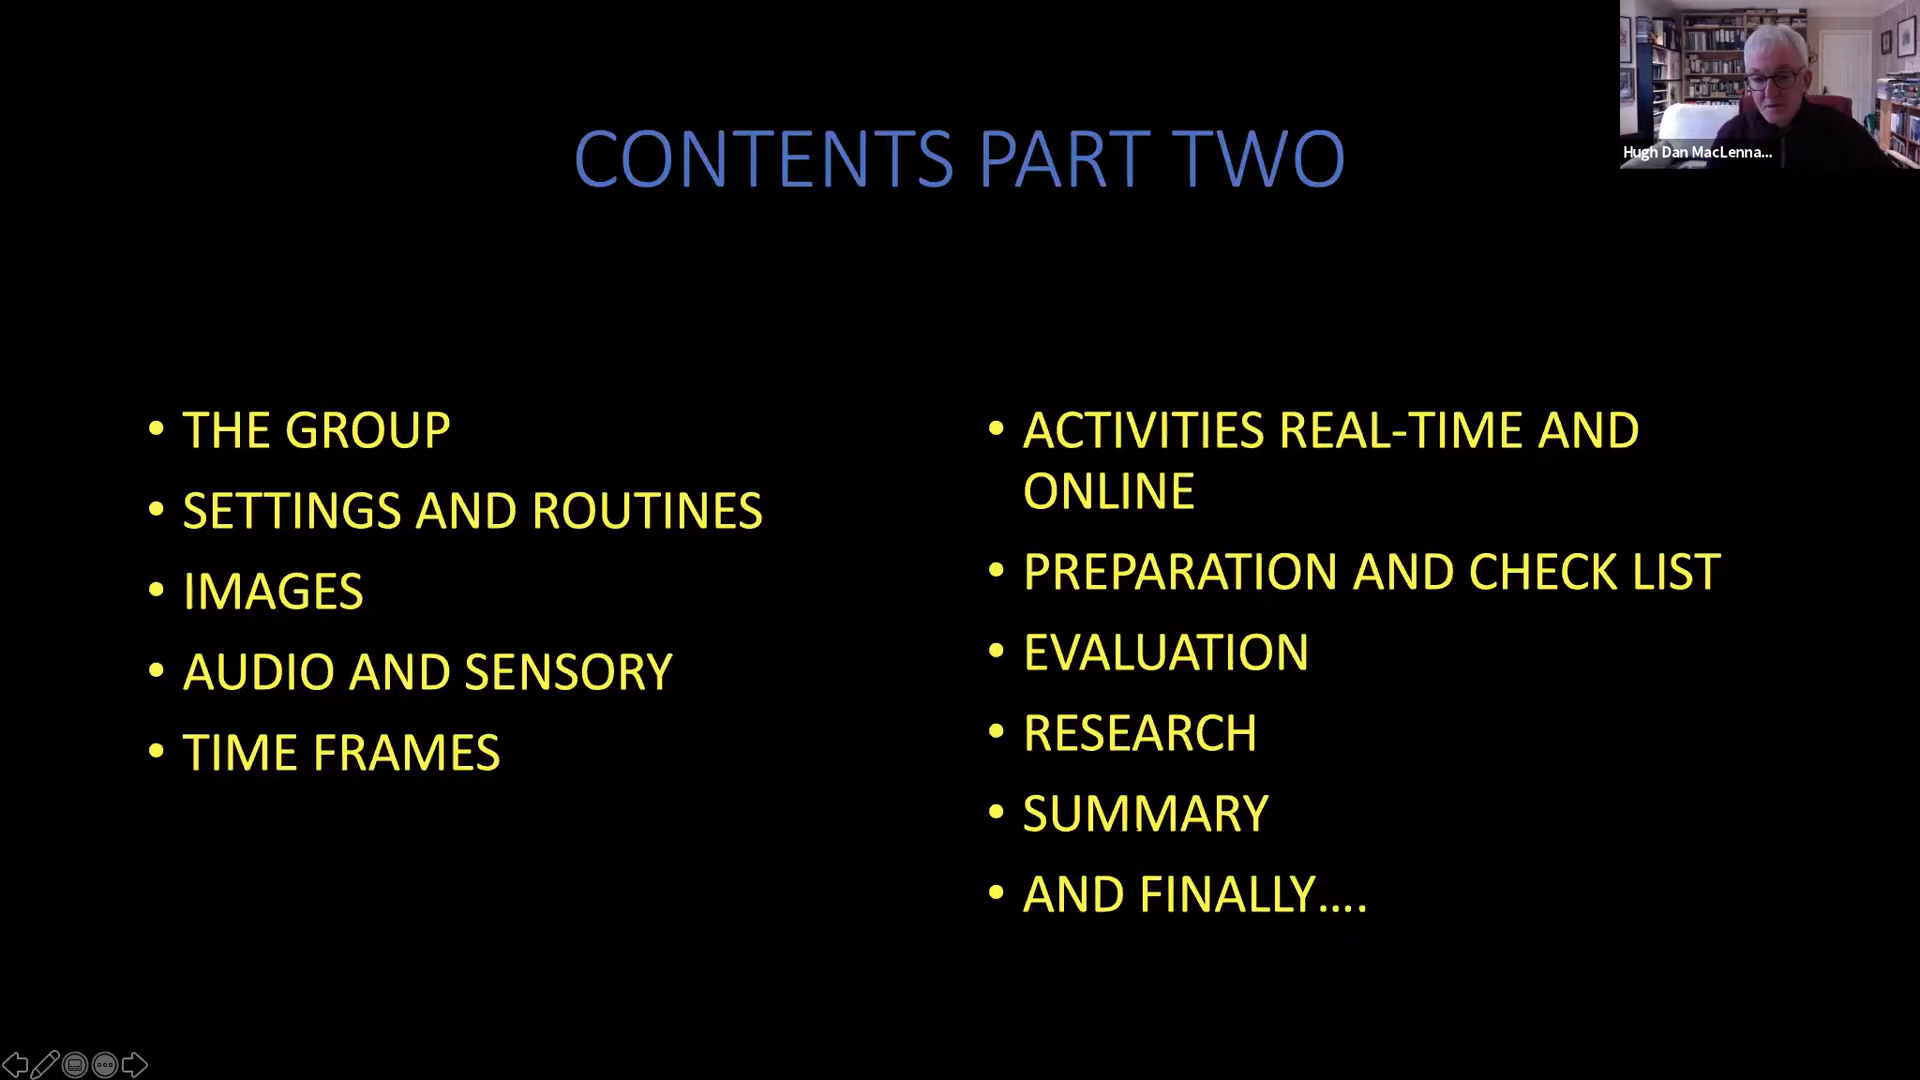 CONTENTS PART TWO
Hugh Dan MacLenna...
• THE GROUP
• SETTINGS AND ROUTINES
• IMAGES
• AUDIO AND SENSORY
• TIME FRAMES
• ACTIVITIES REAL-TIME AND
ONLINE
• PREPARATION AND CHECK LIST
• EVALUATION
• RESEARCH
• SUMMARY
• AND FINALLY....